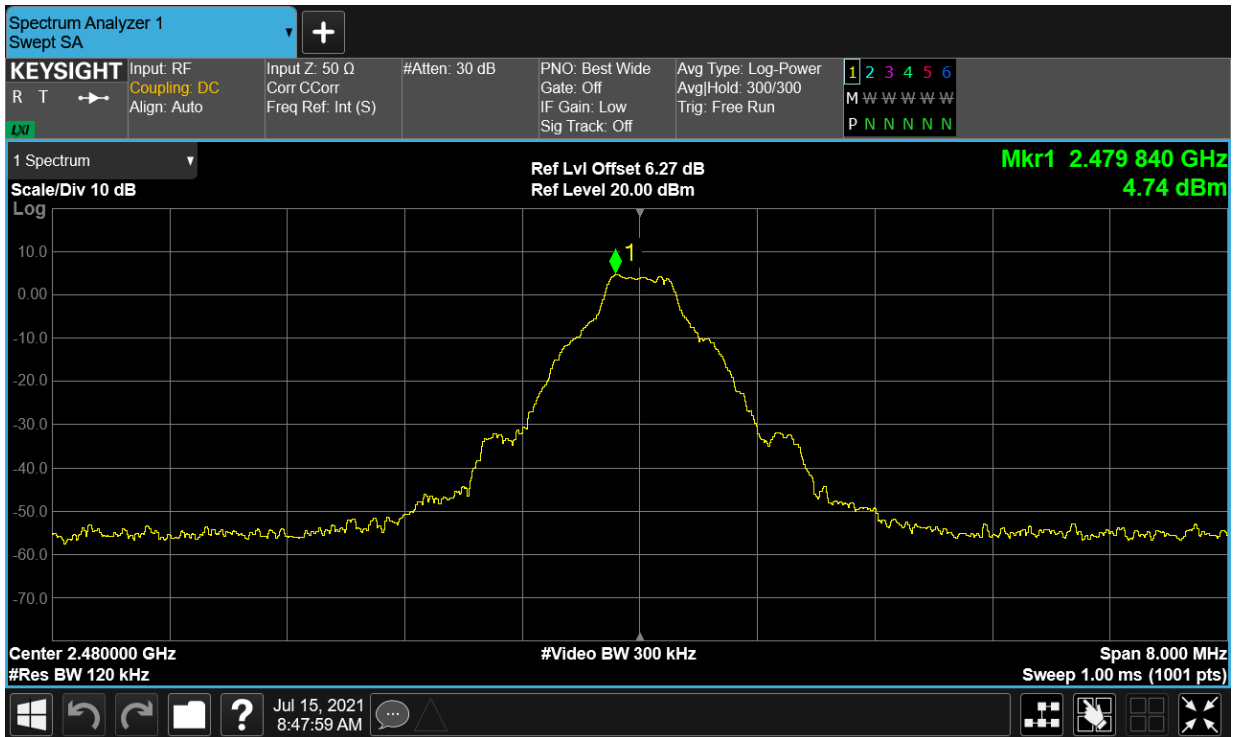 Spectrum Analyzer 1
Swept SA
KEYSIGHT
R T
LXI
Input: RF
Coupling: DC
Align: Auto
Input Z: 50 Ω
Corr CCorr
Freq Ref: Int (S)
#Atten: 30 dB
PNO: Best Wide
Gate: Off
IF Gain: Low
Sig Track: Off
Avg Type: Log-Power
Avg|Hold: 300/300
Trig: Free Run
1 2 3 4 5 6
M W W W W W
P N N N N N
1 Spectrum
Scale/Div 10 dB
Log
Ref Lvl Offset 6.27 dB
Ref Level 20.00 dBm
Mkr1 2.479 840 GHz
4.74 dBm
1
10.0
0.00
-10.0
-20.0
-30.0
-40.0
-50.0
-60.0
-70.0
Center 2.480000 GHz
#Res BW 120 kHz
#Video BW 300 kHz
Span 8.000 MHz
Sweep 1.00 ms (1001 pts)
?
Jul 15, 2021
8:47:59 AM